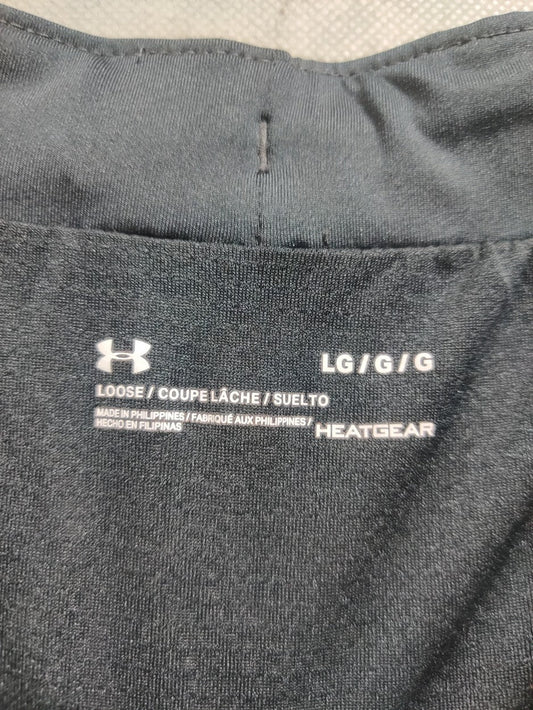 LG/G/G
LOOSE / COUPE LÂCHE / SUELTO
MADE IN PHILIPPINES / FABRIQUÉ AUX PHILIPPINES /
HECHO EN FILIPINAS
HEATGEAR